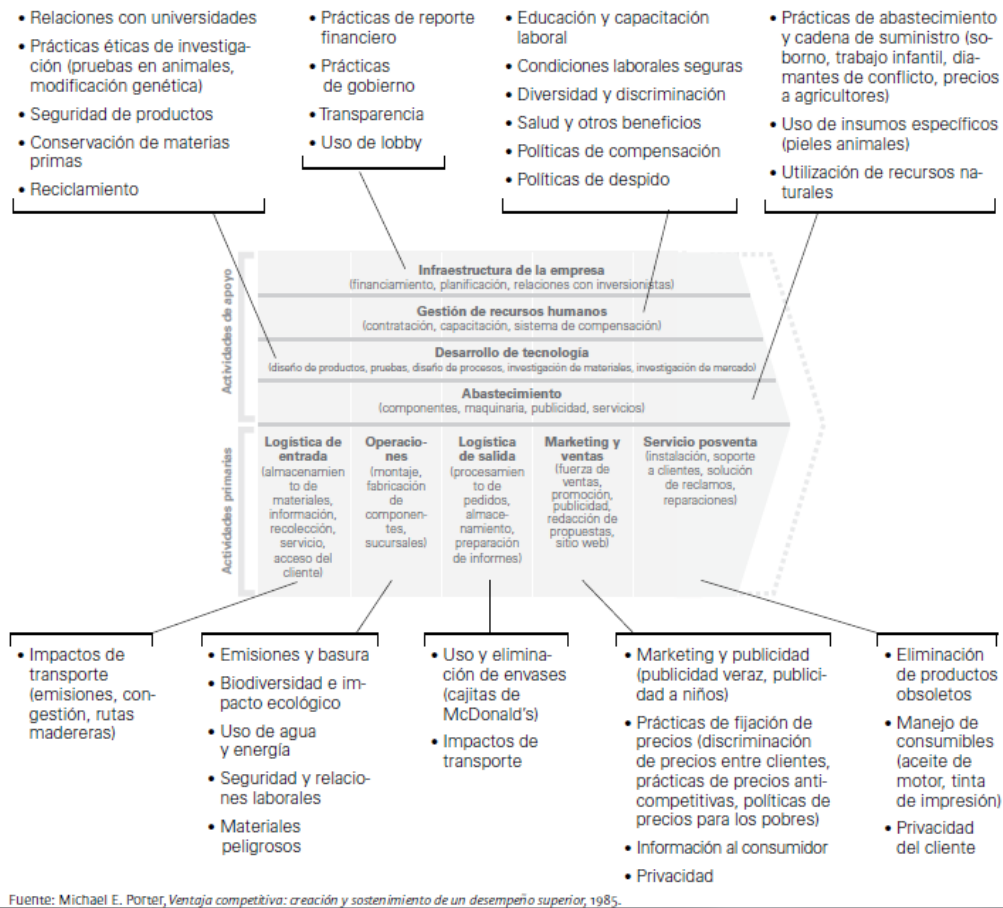 • Relaciones con universidades
• Prácticas éticas de investiga-
ción (pruebas en animales,
modificación genética)
• Seguridad de productos
• Conservación de materias
primas
• Reciclamiento
• Prácticas de reporte
financiero
• Prácticas
de gobierno
• Transparencia
• Uso de lobby
• Educación y capacitación
laboral
• Condiciones laborales seguras
• Diversidad y discriminación
• Salud y otros beneficios
• Políticas de compensación
• Políticas de despido
• Prácticas de abastecimiento
y cadena de suministro (so-
borno, trabajo infantil, dia-
mantes de conflicto, precios
a agricultores)
• Uso de insumos específicos
(pieles animales)
• Utilización de recursos na-
turales
Actividades de apoyo
Infraestructura de la empresa
(financiamiento, planificación, relaciones con inversionistas)
Gestión de recursos humanos
(contratación, capacitación, sistema de compensación)
Desarrollo de tecnología
(diseño de productos, pruebas, diseño de procesos, investigación de materiales, investigación de mercado)
Abastecimiento
(componentes, maquinaria, publicidad, servicios)
Actividades primarias
Logística de
entrada
(almacenamien
to de
materiales,
información,
recolección,
servicio,
acceso del
cliente)
Operacio-
nes
(montaje,
fabricación
de
componen-
tes,
sucursales)
Logística
de salida
(procesamien
to de
pedidos,
almace-
namiento,
preparación
de informes)
Marketing y
ventas
(fuerza de
ventas,
promoción,
publicidad,
redacción de
propuestas,
sitio web)
Servicio posventa
(instalación, soporte
a clientes, solución
de reclamos,
reparaciones)
• Impactos de
transporte
(emisiones, con-
gestión, rutas
madereras)
• Emisiones y basura
• Biodiversidad e im-
pacto ecológico
• Uso de agua
y energía
• Seguridad y relacio-
nes laborales
• Materiales
peligrosos
• Uso y elimina-
ción de envases
(cajitas de
McDonald's)
• Impactos de
transporte
• Marketing y publicidad
(publicidad veraz, publici-
dad a niños)
• Prácticas de fijación de
precios (discriminación
de precios entre clientes,
prácticas de precios anti-
competitivas, políticas de
precios para los pobres)
• Información al consumidor
• Privacidad
• Eliminación
de productos
obsoletos
• Manejo de
consumibles
(aceite de
motor, tinta
de impresión)
• Privacidad
del cliente
Fuente: Michael E. Porter, Ventaja competitiva: creación y sostenimiento de un desempeño superior, 1985.